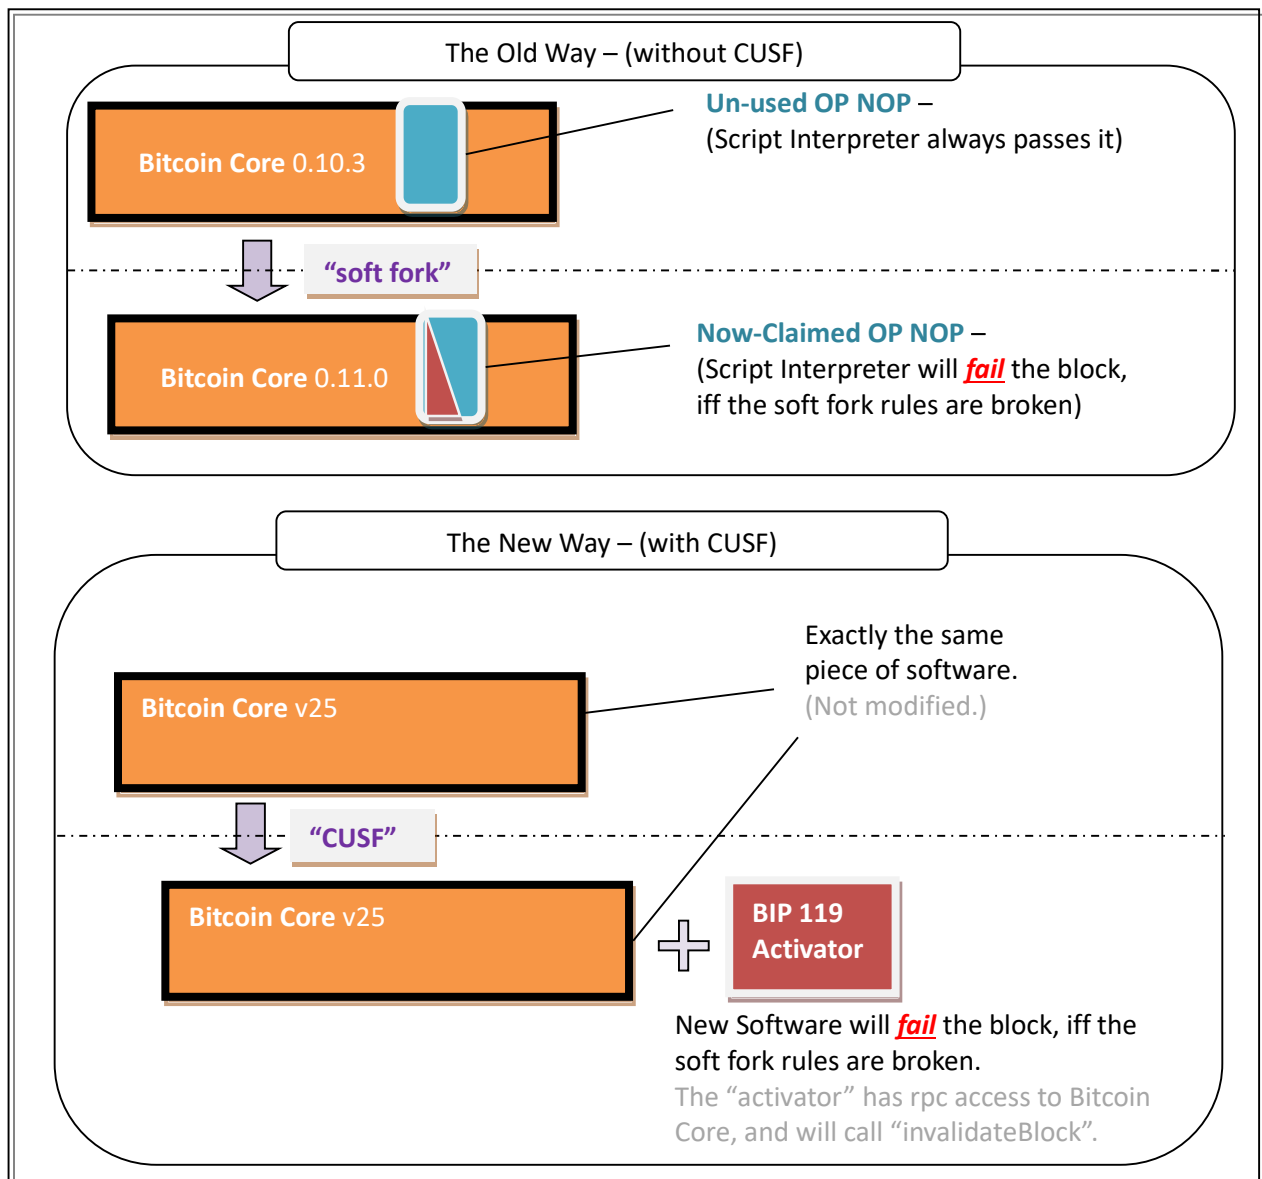 The Old Way – (without CUSF)
Un-used OP NOP –
(Script Interpreter always passes it)
Bitcoin Core 0.10.3
“soft fork”
Now-Claimed OP NOP –
(Script Interpreter will fail the block,
iff the soft fork rules are broken)
Bitcoin Core 0.11.0
The New Way – (with CUSF)
Exactly the same
piece of software.
(Not modified.)
Bitcoin Core v25
“CUSF”
Bitcoin Core v25
BIP 119
Activator
New Software will fail the block, iff the
soft fork rules are broken.
The “activator” has rpc access to Bitcoin
Core, and will call “invalidateBlock”.